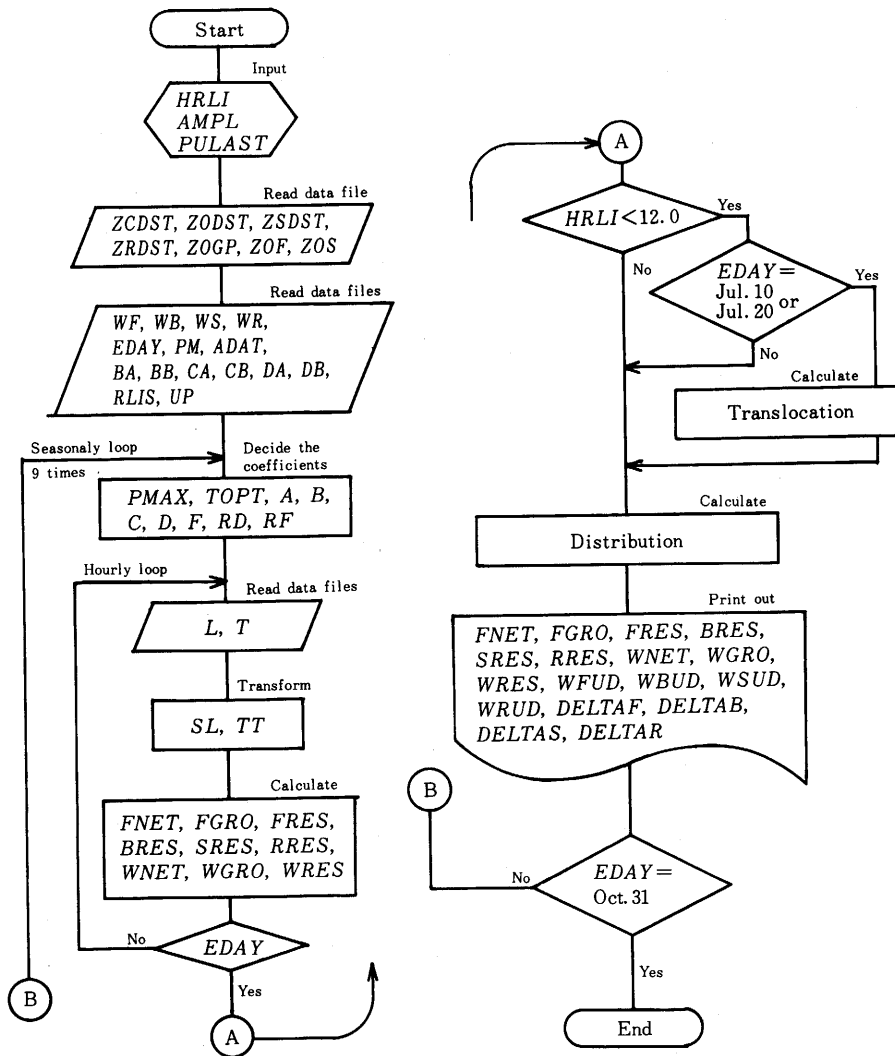 Start
Input
HRLI
AMPL
PULAST
Read data file
ZCDST, ZODST, ZSDST,
ZRDST, ZOGP, ZOF, ZOS
Read data files
WF, WB, WS, WR,
EDAY, PM, ADAT,
BA, BB, CA, CB, DA, DB,
RLIS, UP
Seasonaly loop
9 times
Decide the
coefficients
PMAX, TOPT, A, B,
C, D, F, RD, RF
Hourly loop
Read data files
L, T
Transform
SL, TT
Calculate
FNET, FGRO, FRES,
BRES, SRES, RRES,
WNET, WGRO, WRES
No
EDAY
Yes
B
A
A
HRLI<12.0
Yes
No
EDAY=
Jul. 10
Jul. 20 or
Yes
No
Calculate
Translocation
Calculate
Distribution
Print out
FNET, FGRO, FRES, BRES,
SRES, RRES, WNET, WGRO,
WRES, WFUD, WBUD, WSUD,
WRUD, DELTAF, DELTAB,
DELTAS, DELTAR
B
No
EDAY=
Oct. 31
Yes
End